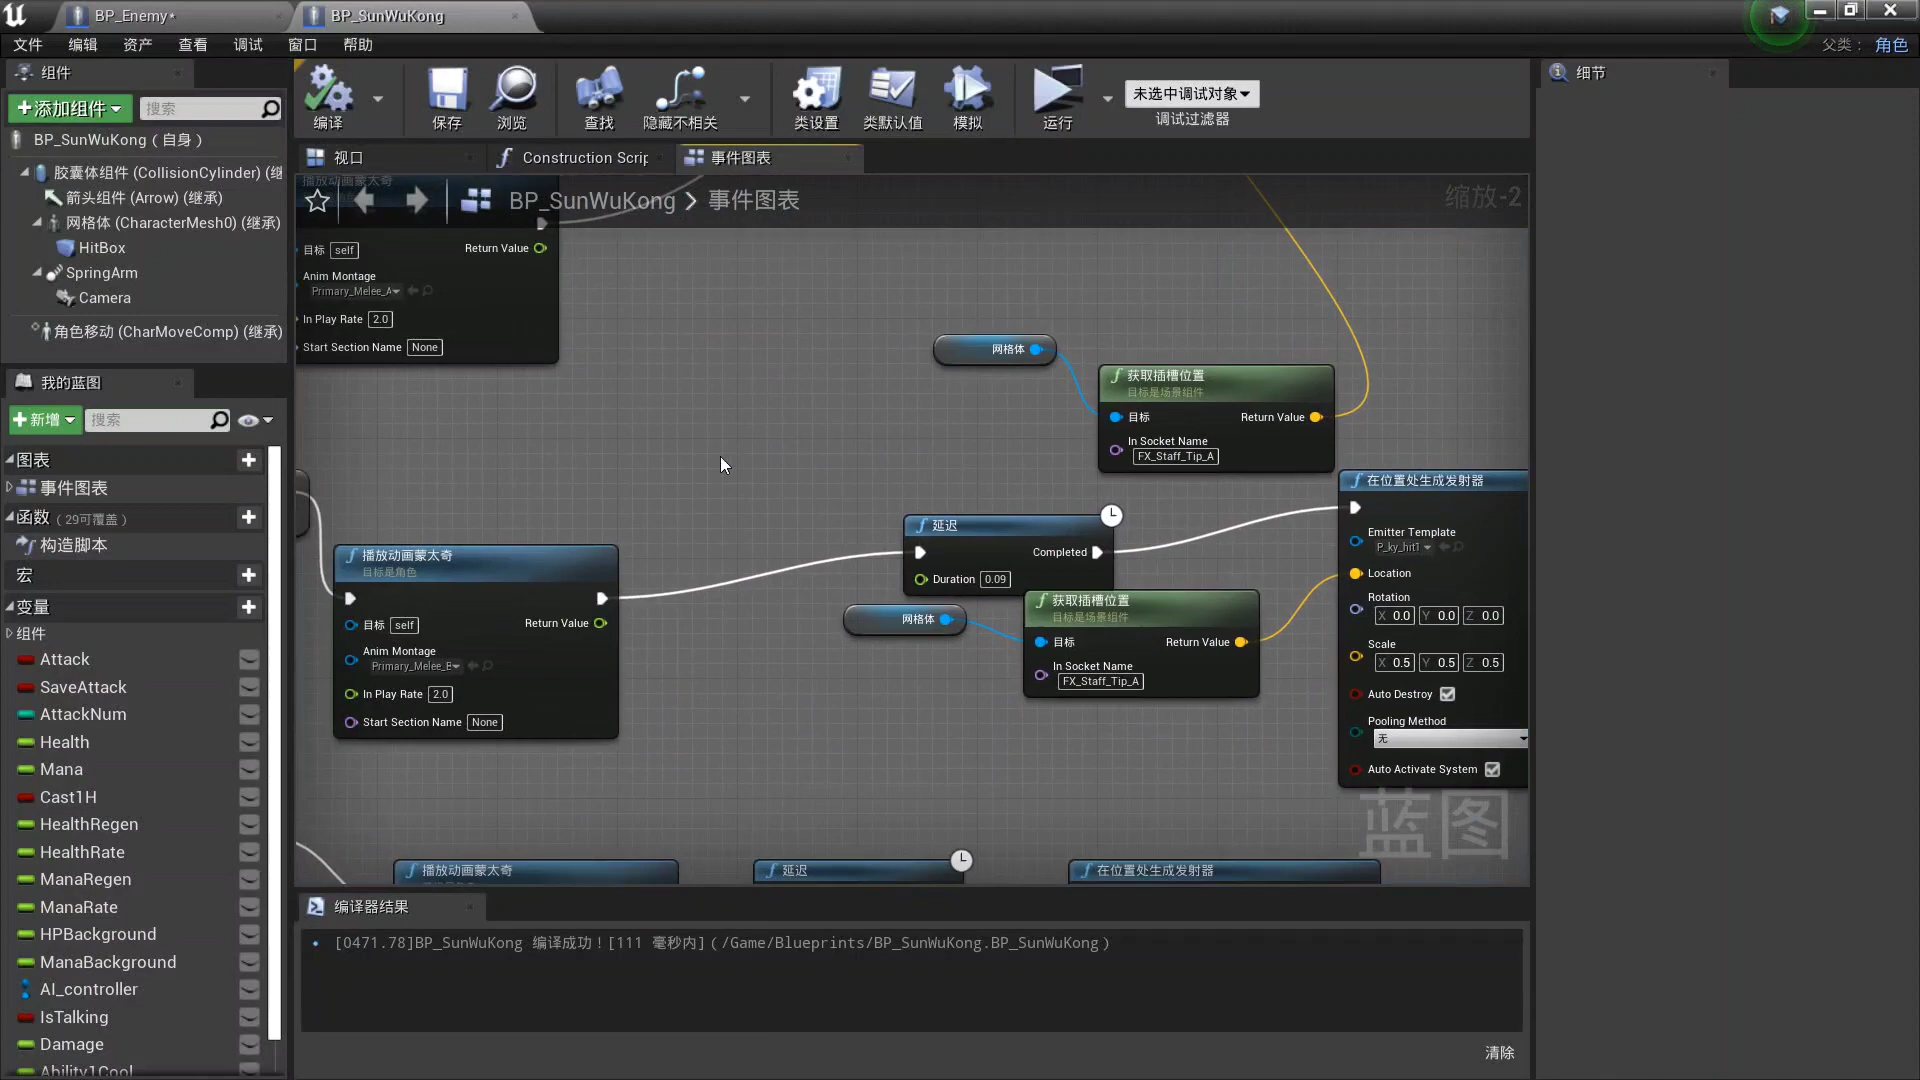 BP_Enemy*
BP_SunWuKong
文件 编辑 资产 查看 调试 窗口 帮助
父类： 角色
组件
添加组件
搜索
BP_SunWuKong（自身）
胶囊体组件 (CollisionCylinder) (继
箭头组件 (Arrow) (继承)
网格体 (CharacterMesh0) (继承)
HitBox
SpringArm
Camera
角色移动 (CharMoveComp) (继承)
我的蓝图
新增
搜索
图表
事件图表
函数（29可覆盖）
构造脚本
宏
变量
组件
Attack
SaveAttack
AttackNum
Health
Mana
Cast1H
HealthRegen
HealthRate
ManaRegen
ManaRate
HPBackground
ManaBackground
AI_controller
IsTalking
Damage
Ability1Cool
编译 保存 浏览 查找 隐藏不相关 类设置 类默认值 模拟 运行
未选中调试对象
调试过滤器
视口
Construction Scrip
事件图表
BP_SunWuKong > 事件图表
缩放-2
播放动画蒙太奇
目标 self
Return Value
Anim Montage
Primary_Melee_A
In Play Rate 2.0
Start Section Name None
网格体
获取插槽位置
目标是场景组件
目标
Return Value
In Socket Name
FX_Staff_Tip_A
播放动画蒙太奇
目标是角色
目标 self
Return Value
Anim Montage
Primary_Melee_B
In Play Rate 2.0
Start Section Name None
延迟
Completed
Duration 0.09
网格体
获取插槽位置
目标是场景组件
目标
Return Value
In Socket Name
FX_Staff_Tip_A
在位置处生成发射器
Emitter Template
P_ky_hit1
Location
Rotation
X 0.0 Y 0.0 Z 0.0
Scale
X 0.5 Y 0.5 Z 0.5
Auto Destroy
Pooling Method
无
Auto Activate System
蓝图
播放动画蒙太奇
延迟
在位置处生成发射器
编译器结果
[0471.78]BP_SunWuKong 编译成功！[111 毫秒内]（/Game/Blueprints/BP_SunWuKong.BP_SunWuKong）
清除
细节